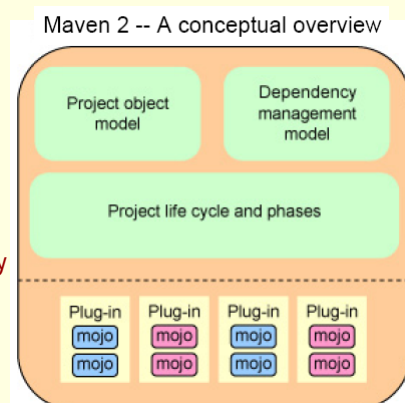 Maven 2 -- A conceptual overview
Project object
model
Dependency
management
model
Project life cycle and phases
y
Plug-in
mojo
mojo
Plug-in
mojo
mojo
Plug-in
mojo
mojo
Plug-in
mojo
mojo